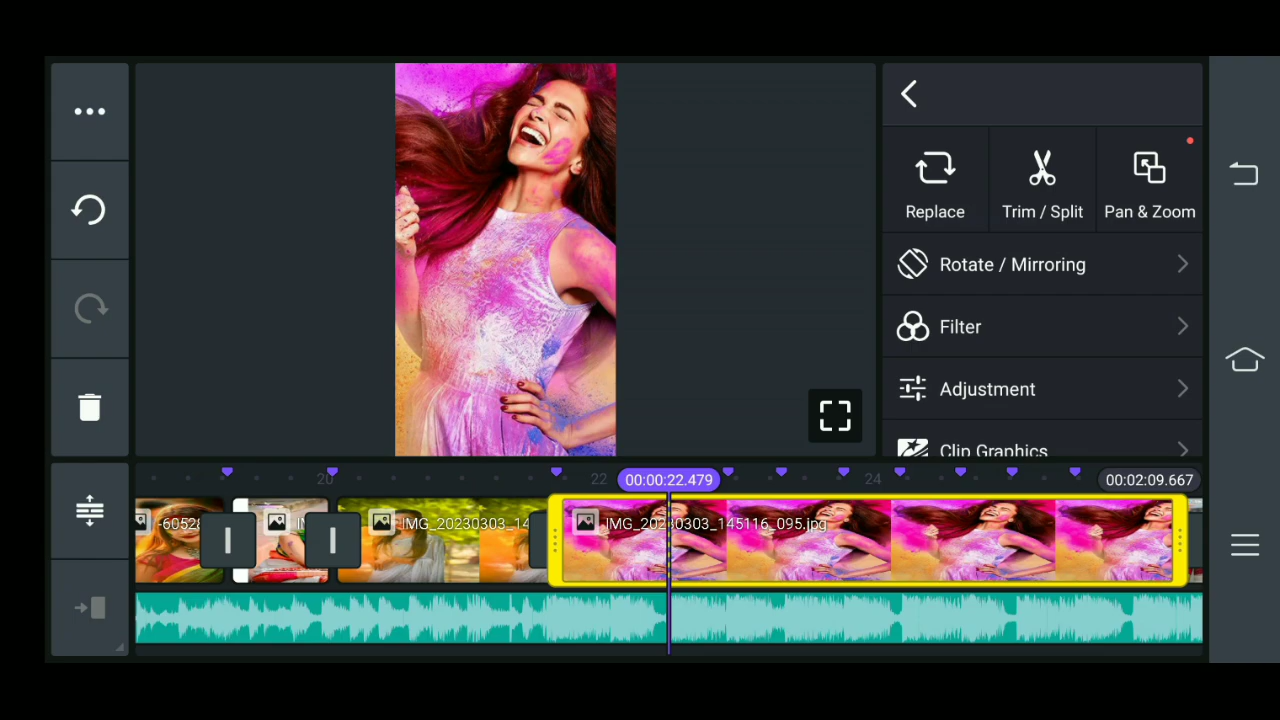 Replace
Trim / Split
Pan & Zoom
Rotate / Mirroring
Filter
Adjustment
Clip Graphics
20
22
00:00:22.479
24
00:02:09.667
-6052
IMG_20230303_14
IMG_20230303_145116_095.jpg